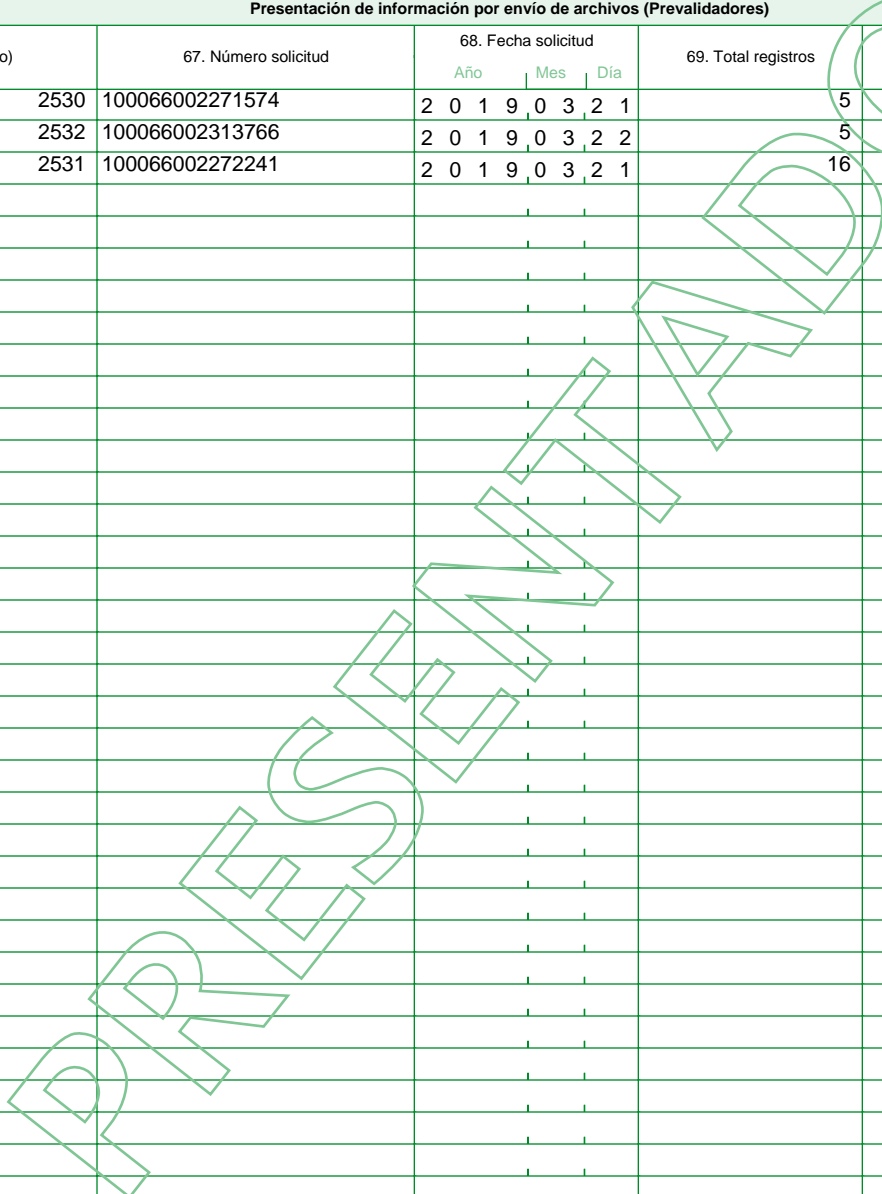 Presentación de información por envío de archivos (Prevalidadores)
o) 67. Número solicitud 68. Fecha solicitud 69. Total registros
Año Mes Día
2530 100066002271574 2 0 1 9 0 3 2 1 5
2532 100066002313766 2 0 1 9 0 3 2 2 5
2531 100066002272241 2 0 1 9 0 3 2 1 16
PRESENTADO